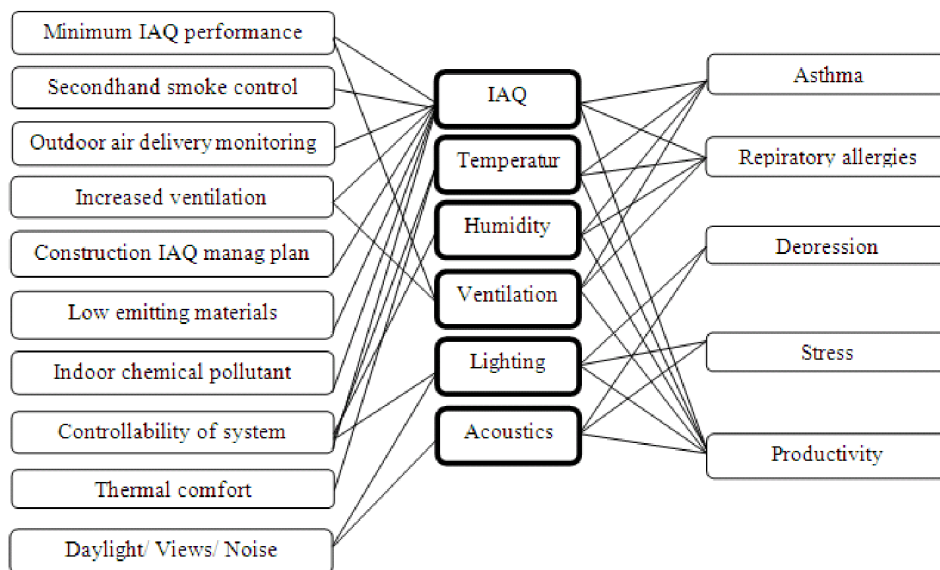 Minimum IAQ performance
Secondhand smoke control
Outdoor air delivery monitoring
Increased ventilation
Construction IAQ manag plan
Low emitting materials
Indoor chemical pollutant
Controllability of system
Thermal comfort
Daylight/ Views/ Noise
IAQ
Temperatur
Humidity
Ventilation
Lighting
Acoustics
Asthma
Repiratory allergies
Depression
Stress
Productivity